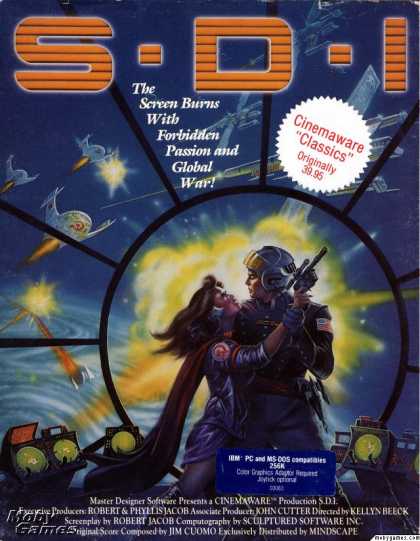 S·D·I
The
Screen Burns
With
Forbidden
Passion and
Global
War!
Cinemaware
"Classics"
Originally
39.95
IBM® PC and MS-DOS compatibles
256K
Color Graphics Adaptor Required
Joytick optional
Master Designer Software Presents a CINEMAWARE™ Production S.D.I.
Executive Producers: ROBERT & PHYLLIS JACOB Associate Producer: JOHN CUTTER Directed by KELLYN BEECK
Screenplay by ROBERT JACOB Computography by SCULPTURED SOFTWARE INC.
Original Score Composed by JIM CUOMO Exclusively Distributed by MINDSCAPE
Moby
Games
mobygames.com